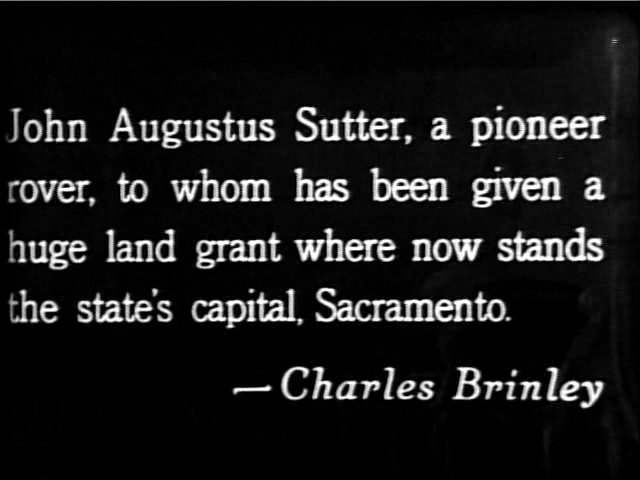 John Augustus Sutter, a pioneer
rover, to whom has been given a
huge land grant where now stands
the state's capital, Sacramento.
— Charles Brinley